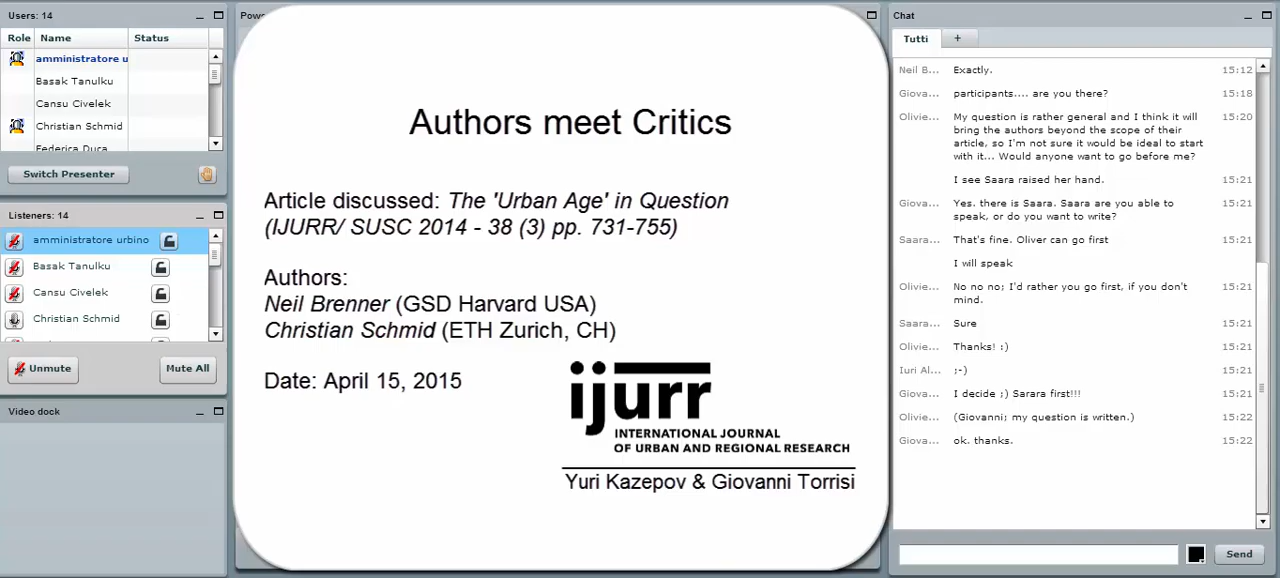 Users: 14
Role Name Status
amministratore u
Basak Tanulku
Cansu Civelek
Christian Schmid
Federica Duca
Switch Presenter
Listeners: 14
amministratore urbino
Basak Tanulku
Cansu Civelek
Christian Schmid
Unmute
Mute All
Video dock
Powe
Authors meet Critics
Article discussed: The 'Urban Age' in Question
(IJURR/ SUSC 2014 - 38 (3) pp. 731-755)
Authors:
Neil Brenner (GSD Harvard USA)
Christian Schmid (ETH Zurich, CH)
Date: April 15, 2015
ijurr
INTERNATIONAL JOURNAL
OF URBAN AND REGIONAL RESEARCH
Yuri Kazepov & Giovanni Torrisi
Chat
Tutti +
Neil B... Exactly. 15:12
Giova... participants.... are you there? 15:18
Olivie... My question is rather general and I think it will 15:20
bring the authors beyond the scope of their
article, so I'm not sure it would be ideal to start
with it... Would anyone want to go before me?
I see Saara raised her hand. 15:21
Giova... Yes. there is Saara. Saara are you able to 15:21
speak, or do you want to write?
Saara... That's fine. Oliver can go first 15:21
I will speak 15:21
Olivie... No no no; I'd rather you go first, if you don't 15:21
mind.
Saara... Sure 15:21
Olivie... Thanks! :) 15:21
Iuri Al... ;-) 15:21
Giova... I decide ;) Sarara first!!! 15:21
Olivie... (Giovanni; my question is written.) 15:22
Giova... ok. thanks. 15:22
Send